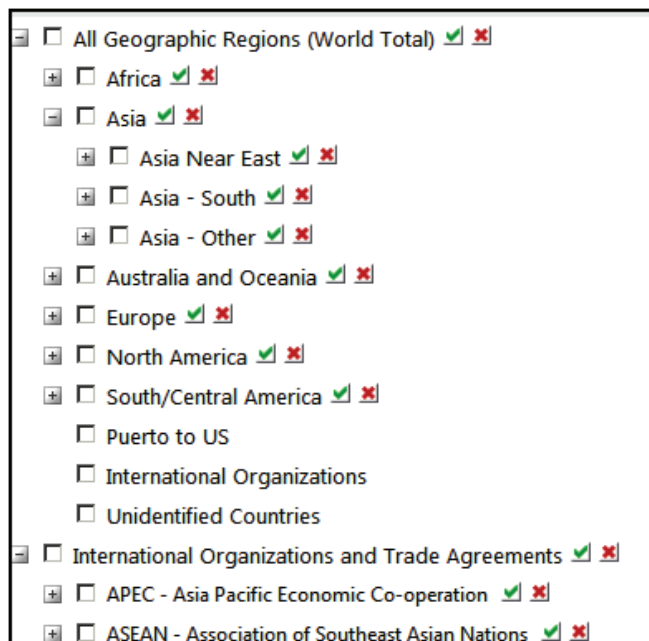 All Geographic Regions (World Total)
Africa
Asia
Asia Near East
Asia - South
Asia - Other
Australia and Oceania
Europe
North America
South/Central America
Puerto to US
International Organizations
Unidentified Countries
International Organizations and Trade Agreements
APEC - Asia Pacific Economic Co-operation
ASEAN - Association of Southeast Asian Nations